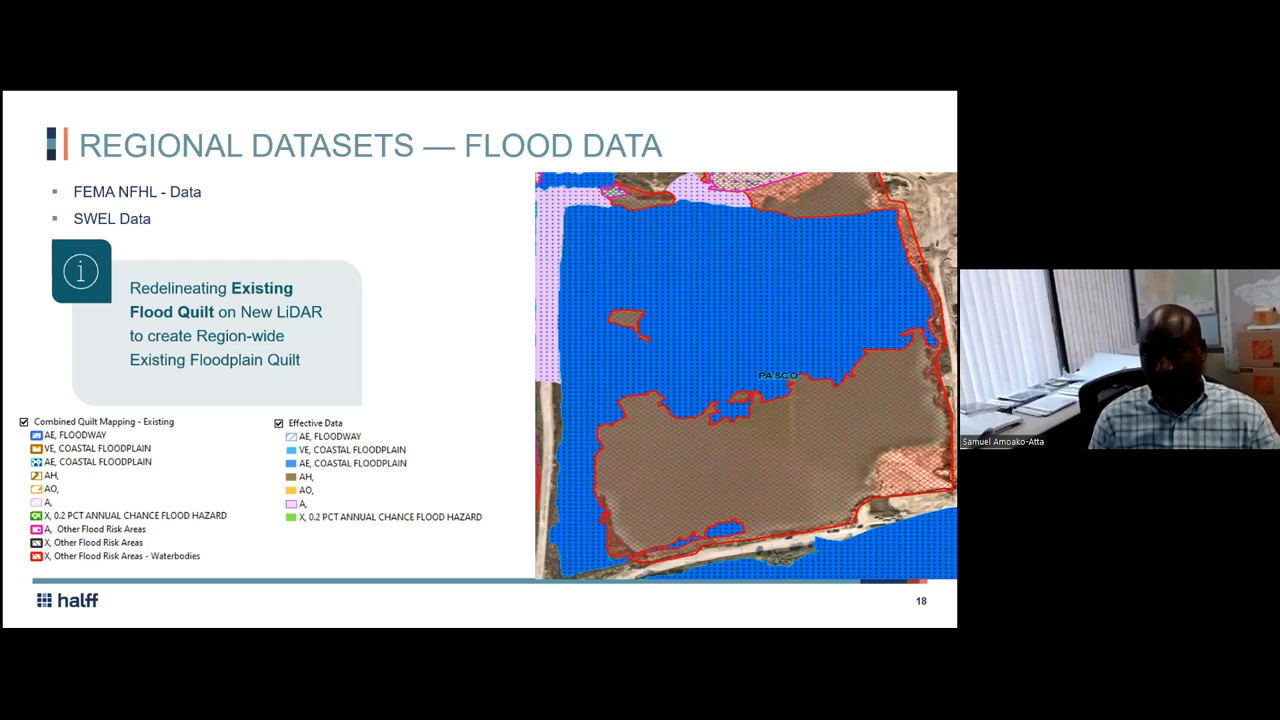 REGIONAL DATASETS — FLOOD DATA
▪ FEMA NFHL - Data
▪ SWEL Data
i
Redelineating Existing
Flood Quilt on New LiDAR
to create Region-wide
Existing Floodplain Quilt
PASCO
Combined Quilt Mapping - Existing
AE, FLOODWAY
VE, COASTAL FLOODPLAIN
AE, COASTAL FLOODPLAIN
AH,
AO,
A,
X, 0.2 PCT ANNUAL CHANCE FLOOD HAZARD
A, Other Flood Risk Areas
X, Other Flood Risk Areas
X, Other Flood Risk Areas - Waterbodies
Effective Data
AE, FLOODWAY
VE, COASTAL FLOODPLAIN
AE, COASTAL FLOODPLAIN
AH,
AO,
A,
X, 0.2 PCT ANNUAL CHANCE FLOOD HAZARD
halff
18
Samuel Amoako-Atta